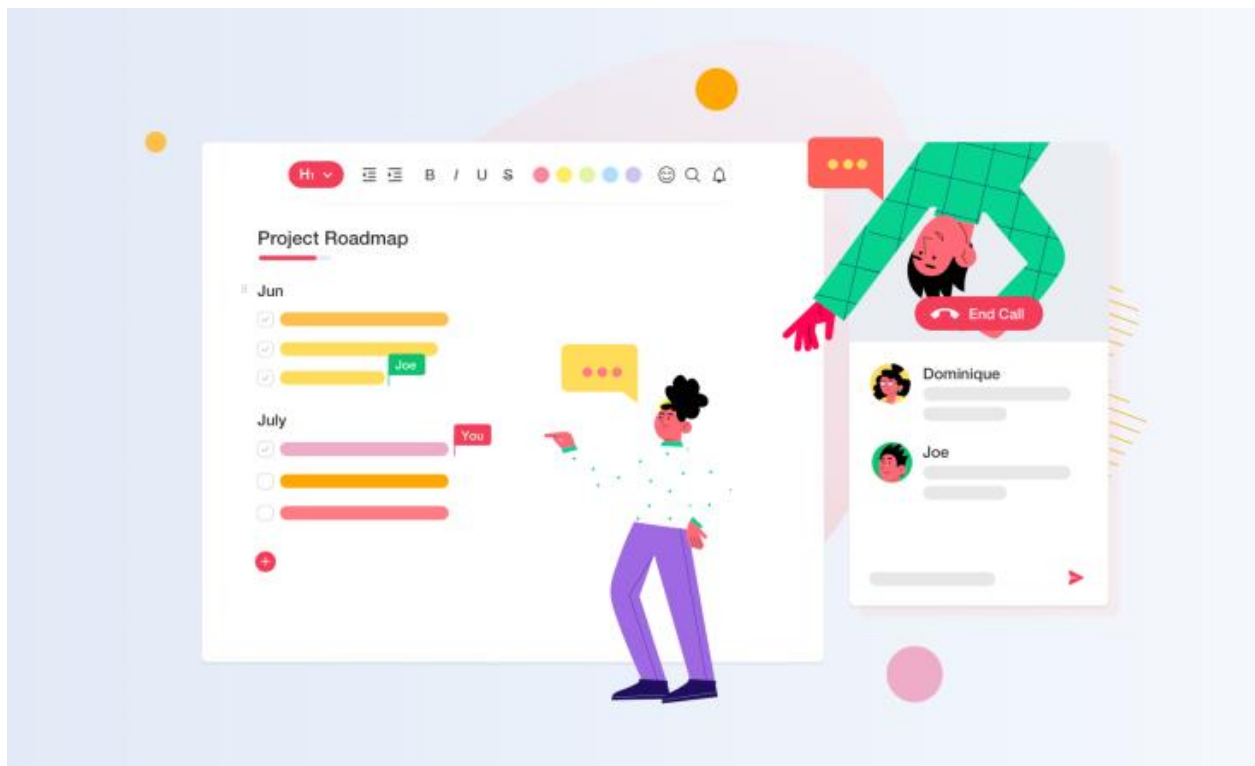 H1
B I U S
Project Roadmap
Jun
Joe
July
You
End Call
Dominique
Joe